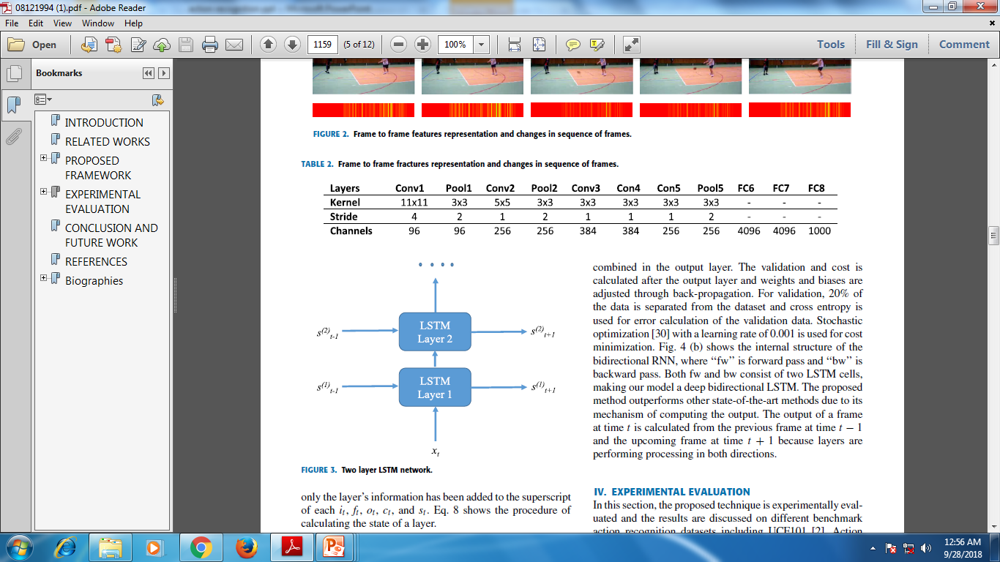 08121994 (1).pdf - Adobe Reader
File Edit View Window Help
Open 1159 (5 of 12) 100% Tools Fill & Sign Comment
Bookmarks
INTRODUCTION
RELATED WORKS
PROPOSED
FRAMEWORK
EXPERIMENTAL
EVALUATION
CONCLUSION AND
FUTURE WORK
REFERENCES
Biographies
FIGURE 2. Frame to frame features representation and changes in sequence of frames.
TABLE 2. Frame to frame fractures representation and changes in sequence of frames.
Layers Conv1 Pool1 Conv2 Pool2 Conv3 Con4 Con5 Pool5 FC6 FC7 FC8
Kernel 11x11 3x3 5x5 3x3 3x3 3x3 3x3 3x3 - - -
Stride 4 2 1 2 1 1 1 2 - - -
Channels 96 96 256 256 384 384 256 256 4096 4096 1000
LSTM
Layer 2
s(2)t-1 s(2)t+1
LSTM
Layer 1
s(1)t-1 s(1)t+1
xt
FIGURE 3. Two layer LSTM network.
only the layer's information has been added to the superscript
of each it, ft, ot, ct, and st. Eq. 8 shows the procedure of
calculating the state of a layer.
combined in the output layer. The validation and cost is
calculated after the output layer and weights and biases are
adjusted through back-propagation. For validation, 20% of
the data is separated from the dataset and cross entropy is
used for error calculation of the validation data. Stochastic
optimization [30] with a learning rate of 0.001 is used for cost
minimization. Fig. 4 (b) shows the internal structure of the
bidirectional RNN, where ‘‘fw’’ is forward pass and ‘‘bw’’ is
backward pass. Both fw and bw consist of two LSTM cells,
making our model a deep bidirectional LSTM. The proposed
method outperforms other state-of-the-art methods due to its
mechanism of computing the output. The output of a frame
at time t is calculated from the previous frame at time t − 1
and the upcoming frame at time t + 1 because layers are
performing processing in both directions.
IV. EXPERIMENTAL EVALUATION
In this section, the proposed technique is experimentally eval-
uated and the results are discussed on different benchmark
action recognition datasets including UCF101 [2], Action
12:56 AM
9/28/2018